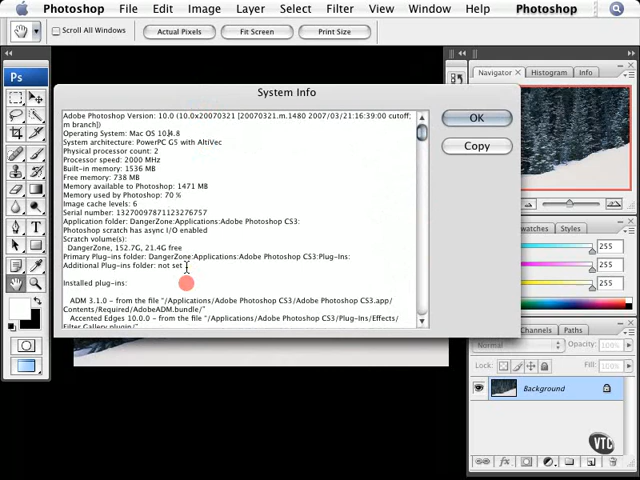 Photoshop File Edit Image Layer Select Filter View Window Help Photoshop
Scroll All Windows Actual Pixels Fit Screen Print Size
Ps
System Info
Adobe Photoshop Version: 10.0 (10.0x20070321 [20070321.m.1480 2007/03/21:16:39:00 cutoff;
m branch])
Operating System: Mac OS 10.4.8
System architecture: PowerPC G5 with AltiVec
Physical processor count: 2
Processor speed: 2000 MHz
Built-in memory: 1536 MB
Free memory: 738 MB
Memory available to Photoshop: 1471 MB
Memory used by Photoshop: 70 %
Image cache levels: 6
Serial number: 13270097871123276757
Application folder: DangerZone:Applications:Adobe Photoshop CS3:
Photoshop scratch has async I/O enabled
Scratch volume(s):
DangerZone, 152.7G, 21.4G free
Primary Plug-ins folder: DangerZone:Applications:Adobe Photoshop CS3:Plug-Ins:
Additional Plug-ins folder: not set
Installed plug-ins:
ADM 3.1.0 - from the file "/Applications/Adobe Photoshop CS3/Adobe Photoshop CS3.app/
Contents/Required/AdobeADM.bundle/"
Accented Edges 10.0.0 - from the file "/Applications/Adobe Photoshop CS3/Plug-Ins/Effects/
Filter Gallery.plugin/"
OK
Copy
Navigator Histogram Info
Styles
255
255
255
Channels Paths
Normal Opacity: 100%
Lock: Fill: 100%
Background
fx
VTC